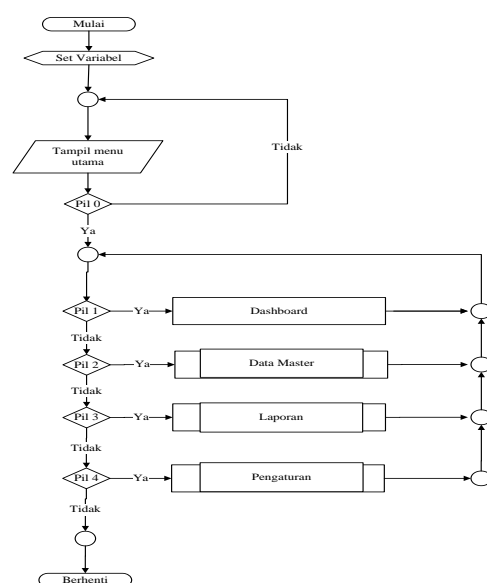 Mulai
Set Variabel
Tampil menu
utama
Tidak
Pil 0
Ya
Pil 1
Ya
Dashboard
Tidak
Pil 2
Ya
Data Master
Tidak
Pil 3
Ya
Laporan
Tidak
Pil 4
Ya
Pengaturan
Tidak
Berhenti